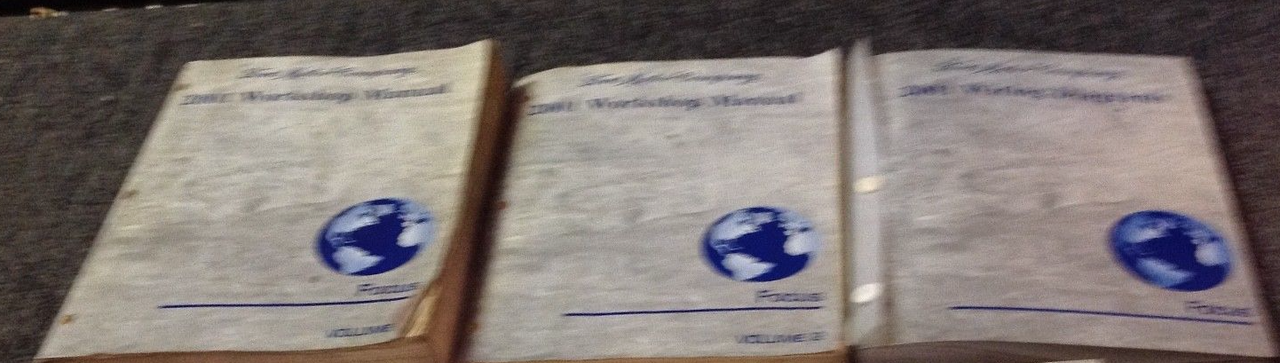 Ford Motor Company
2001 Workshop Manual
Focus
VOLUME
Ford Motor Company
2001 Workshop Manual
Focus
VOLUME 2
Ford Motor Company
2001 Wiring Diagrams
Focus